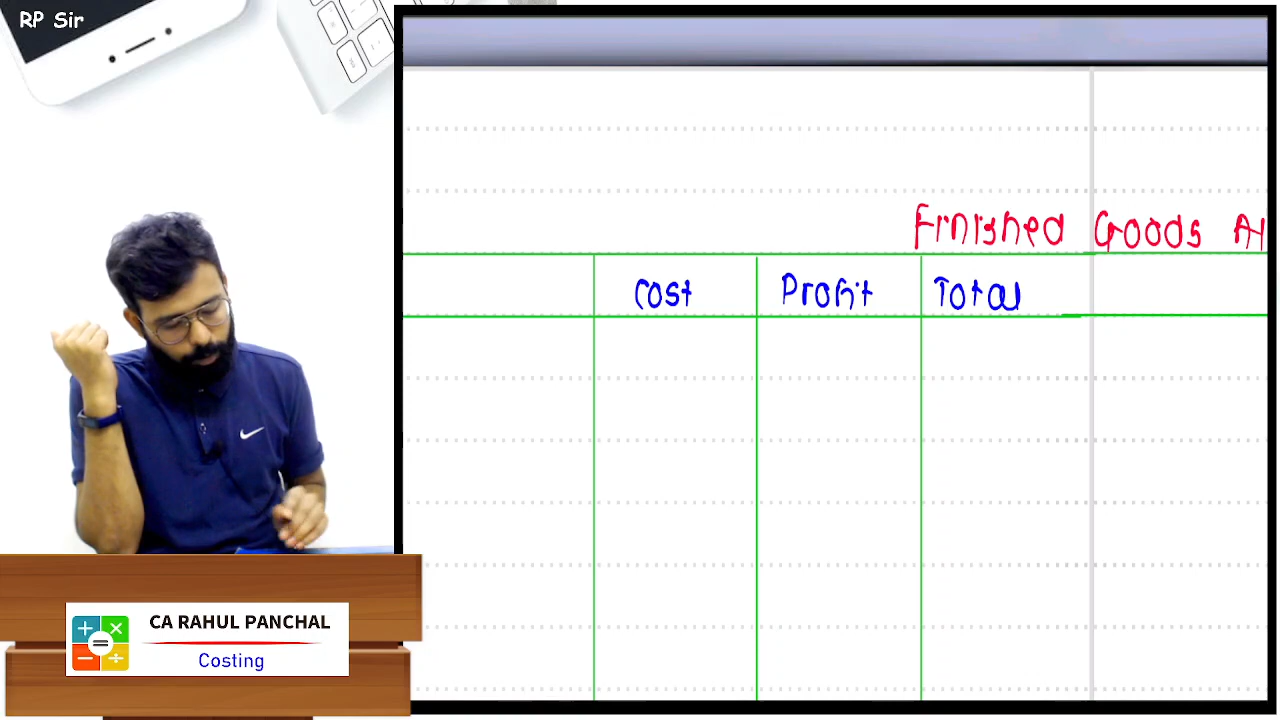 RP Sir
Finished Goods A
Cost Profit Total
CA RAHUL PANCHAL
Costing